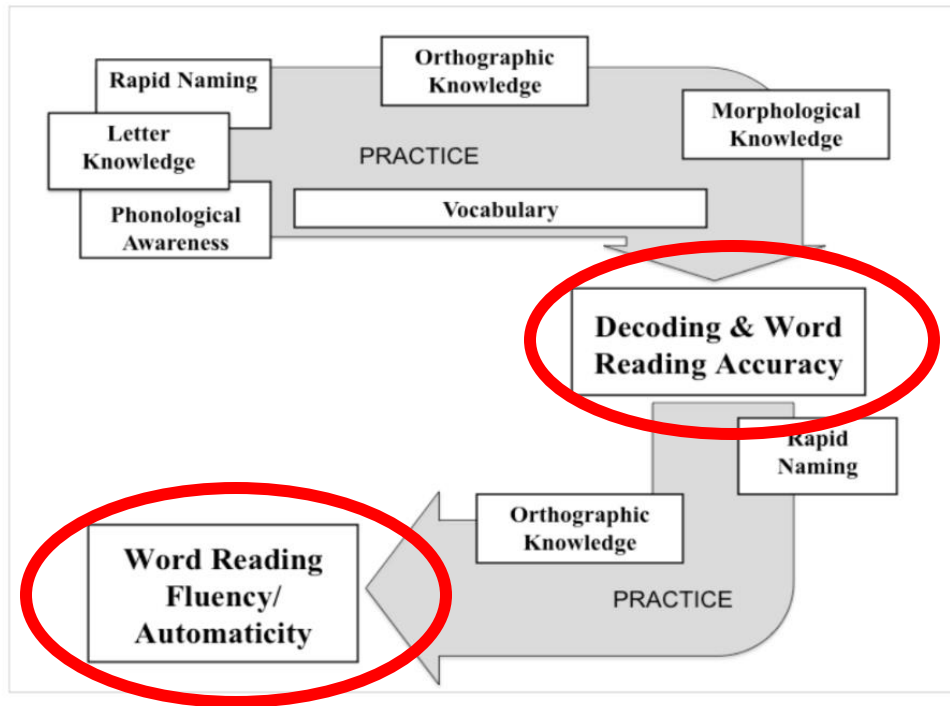 Rapid Naming
Letter
Knowledge
Phonological
Awareness
Orthographic
Knowledge
Morphological
Knowledge
PRACTICE
Vocabulary
Decoding & Word
Reading Accuracy
Rapid
Naming
Orthographic
Knowledge
PRACTICE
Word Reading
Fluency/
Automaticity